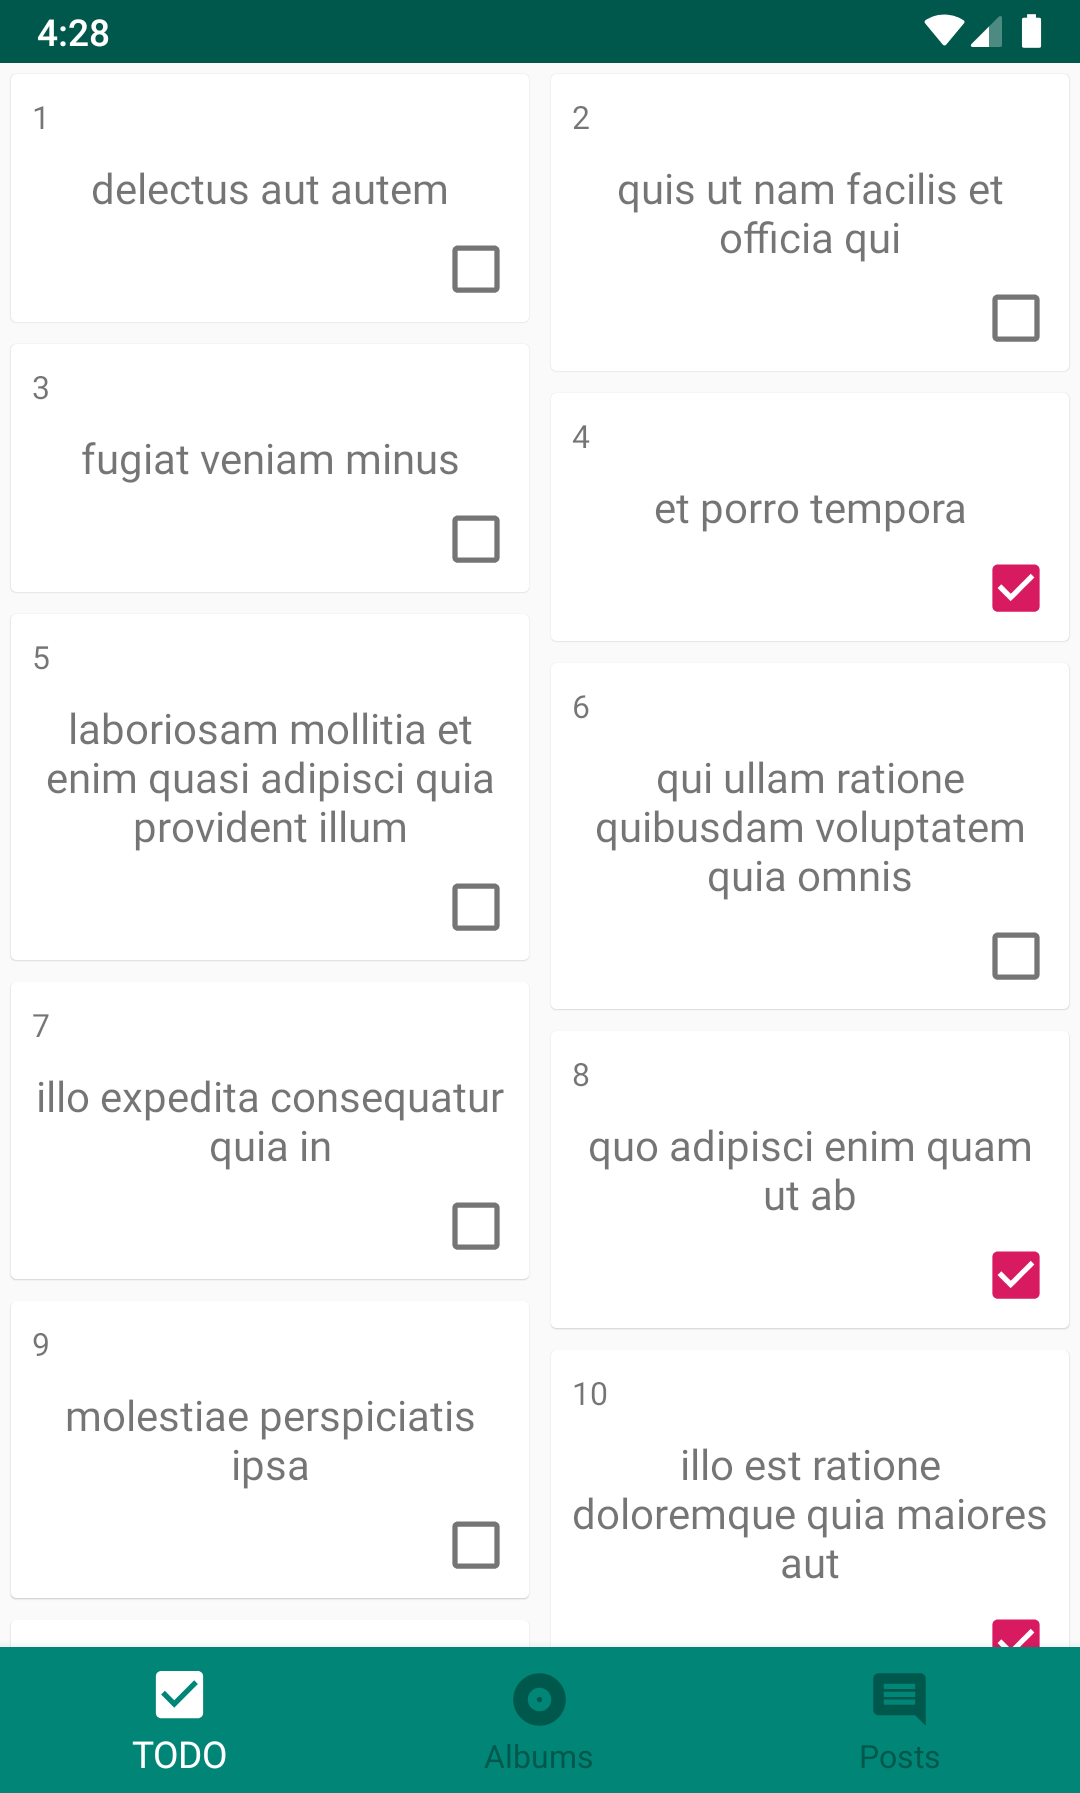 4:28
1
delectus aut autem
2
quis ut nam facilis et
officia qui
3
fugiat veniam minus
4
et porro tempora
5
laboriosam mollitia et
enim quasi adipisci quia
provident illum
6
qui ullam ratione
quibusdam voluptatem
quia omnis
7
illo expedita consequatur
quia in
8
quo adipisci enim quam
ut ab
9
molestiae perspiciatis
ipsa
10
illo est ratione
doloremque quia maiores
aut
TODO
Albums
Posts